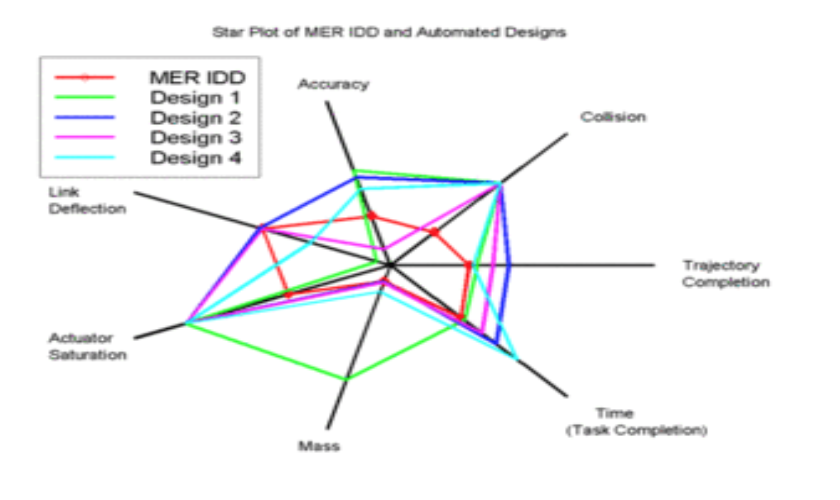 Star Plot of MER IDD and Automated Designs
MER IDD
Design 1
Design 2
Design 3
Design 4
Accuracy
Collision
Link
Deflection
Trajectory
Completion
Actuator
Saturation
Time
(Task Completion)
Mass